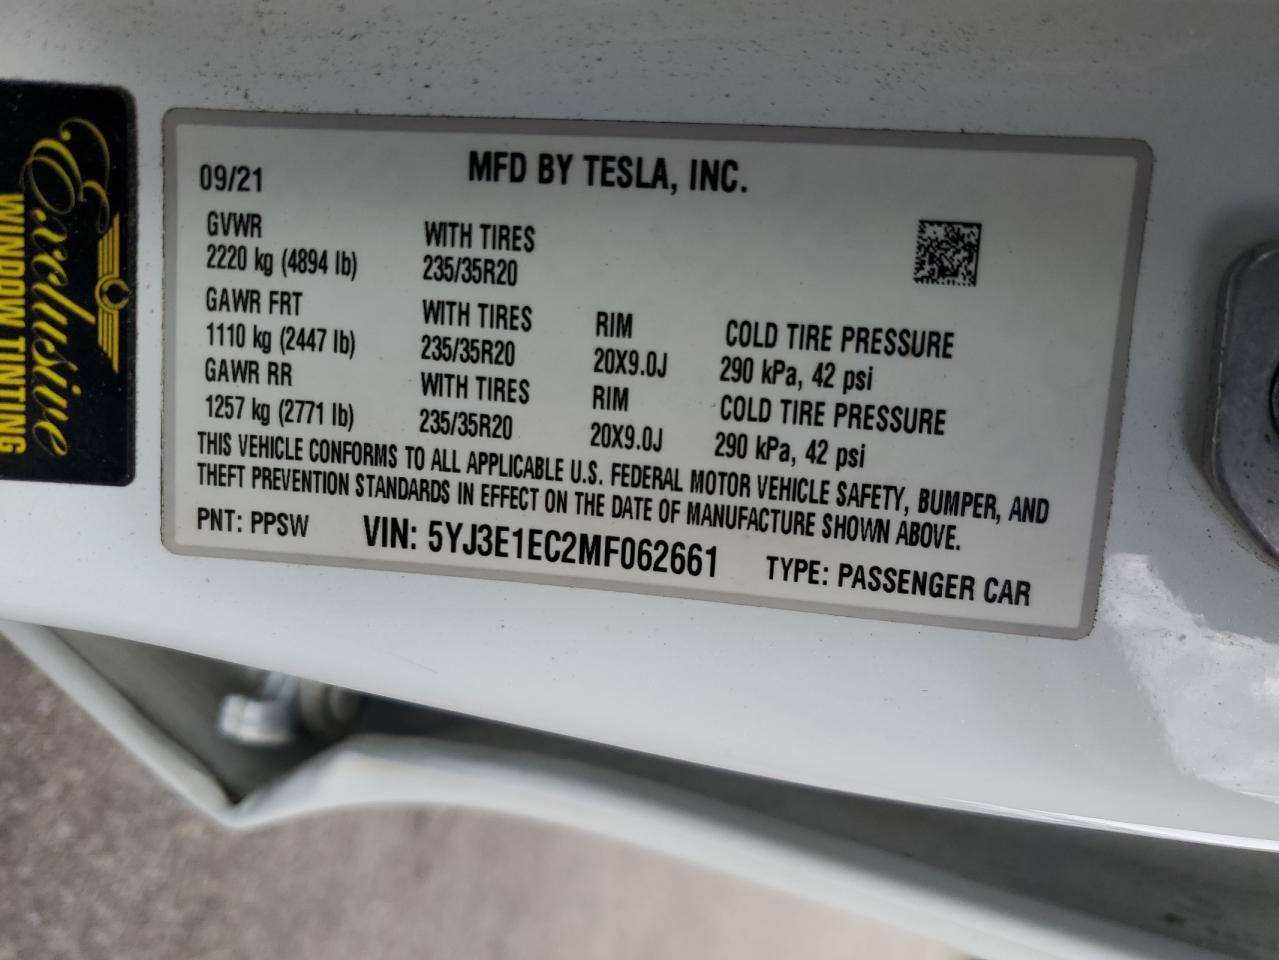 Exclusive
WINDOW TINTING
09/21 MFD BY TESLA, INC.
GVWR WITH TIRES
2220 kg (4894 lb) 235/35R20
GAWR FRT WITH TIRES RIM COLD TIRE PRESSURE
1110 kg (2447 lb) 235/35R20 20X9.0J 290 kPa, 42 psi
GAWR RR WITH TIRES RIM COLD TIRE PRESSURE
1257 kg (2771 lb) 235/35R20 20X9.0J 290 kPa, 42 psi
THIS VEHICLE CONFORMS TO ALL APPLICABLE U.S. FEDERAL MOTOR VEHICLE SAFETY, BUMPER, AND
THEFT PREVENTION STANDARDS IN EFFECT ON THE DATE OF MANUFACTURE SHOWN ABOVE.
PNT: PPSW VIN: 5YJ3E1EC2MF062661 TYPE: PASSENGER CAR